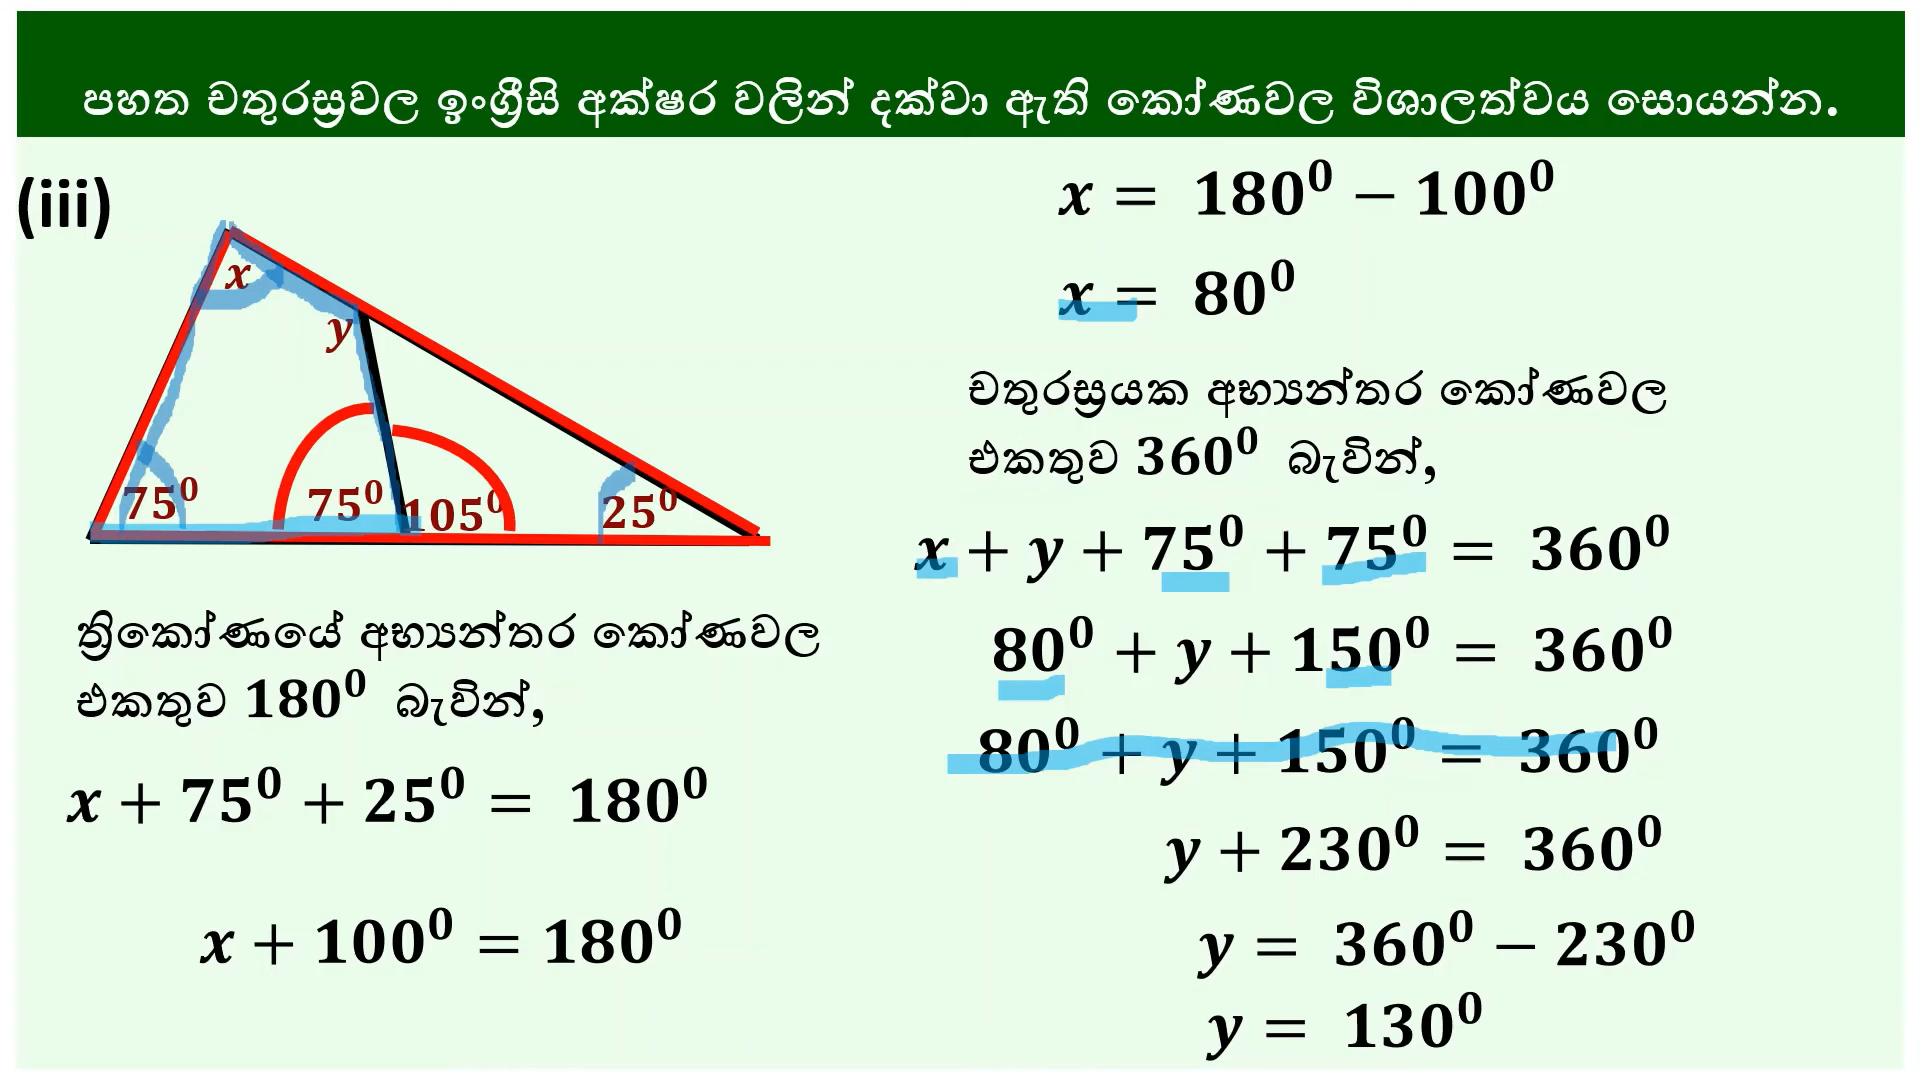 පහත චතුරස්‍රවල ඉංග්‍රීසි අක්ෂර වලින් දක්වා ඇති කෝණවල විශාලත්වය සොයන්න.
(iii)
x
y
75⁰
75⁰
105⁰
25⁰
ත්‍රිකෝණයේ අභ්‍යන්තර කෝණවල
එකතුව 180⁰ බැවින්,
x + 75⁰ + 25⁰ = 180⁰
x + 100⁰ = 180⁰
x = 180⁰ − 100⁰
x = 80⁰
චතුරස්‍රයක අභ්‍යන්තර කෝණවල
එකතුව 360⁰ බැවින්,
x + y + 75⁰ + 75⁰ = 360⁰
80⁰ + y + 150⁰ = 360⁰
80⁰ + y + 150⁰ = 360⁰
y + 230⁰ = 360⁰
y = 360⁰ − 230⁰
y = 130⁰